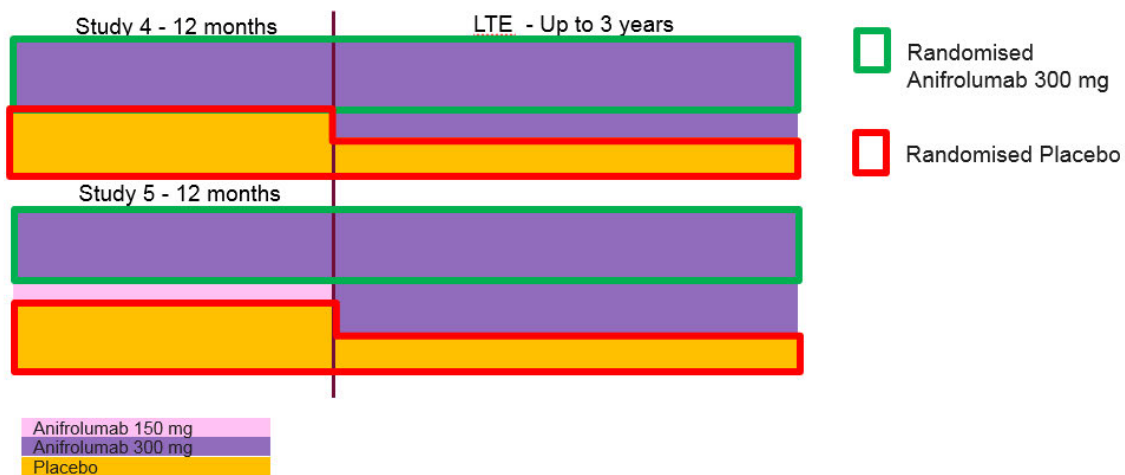 Study 4 - 12 months
LTE - Up to 3 years
Randomised
Anifrolumab 300 mg
Randomised Placebo
Study 5 - 12 months
Anifrolumab 150 mg
Anifrolumab 300 mg
Placebo